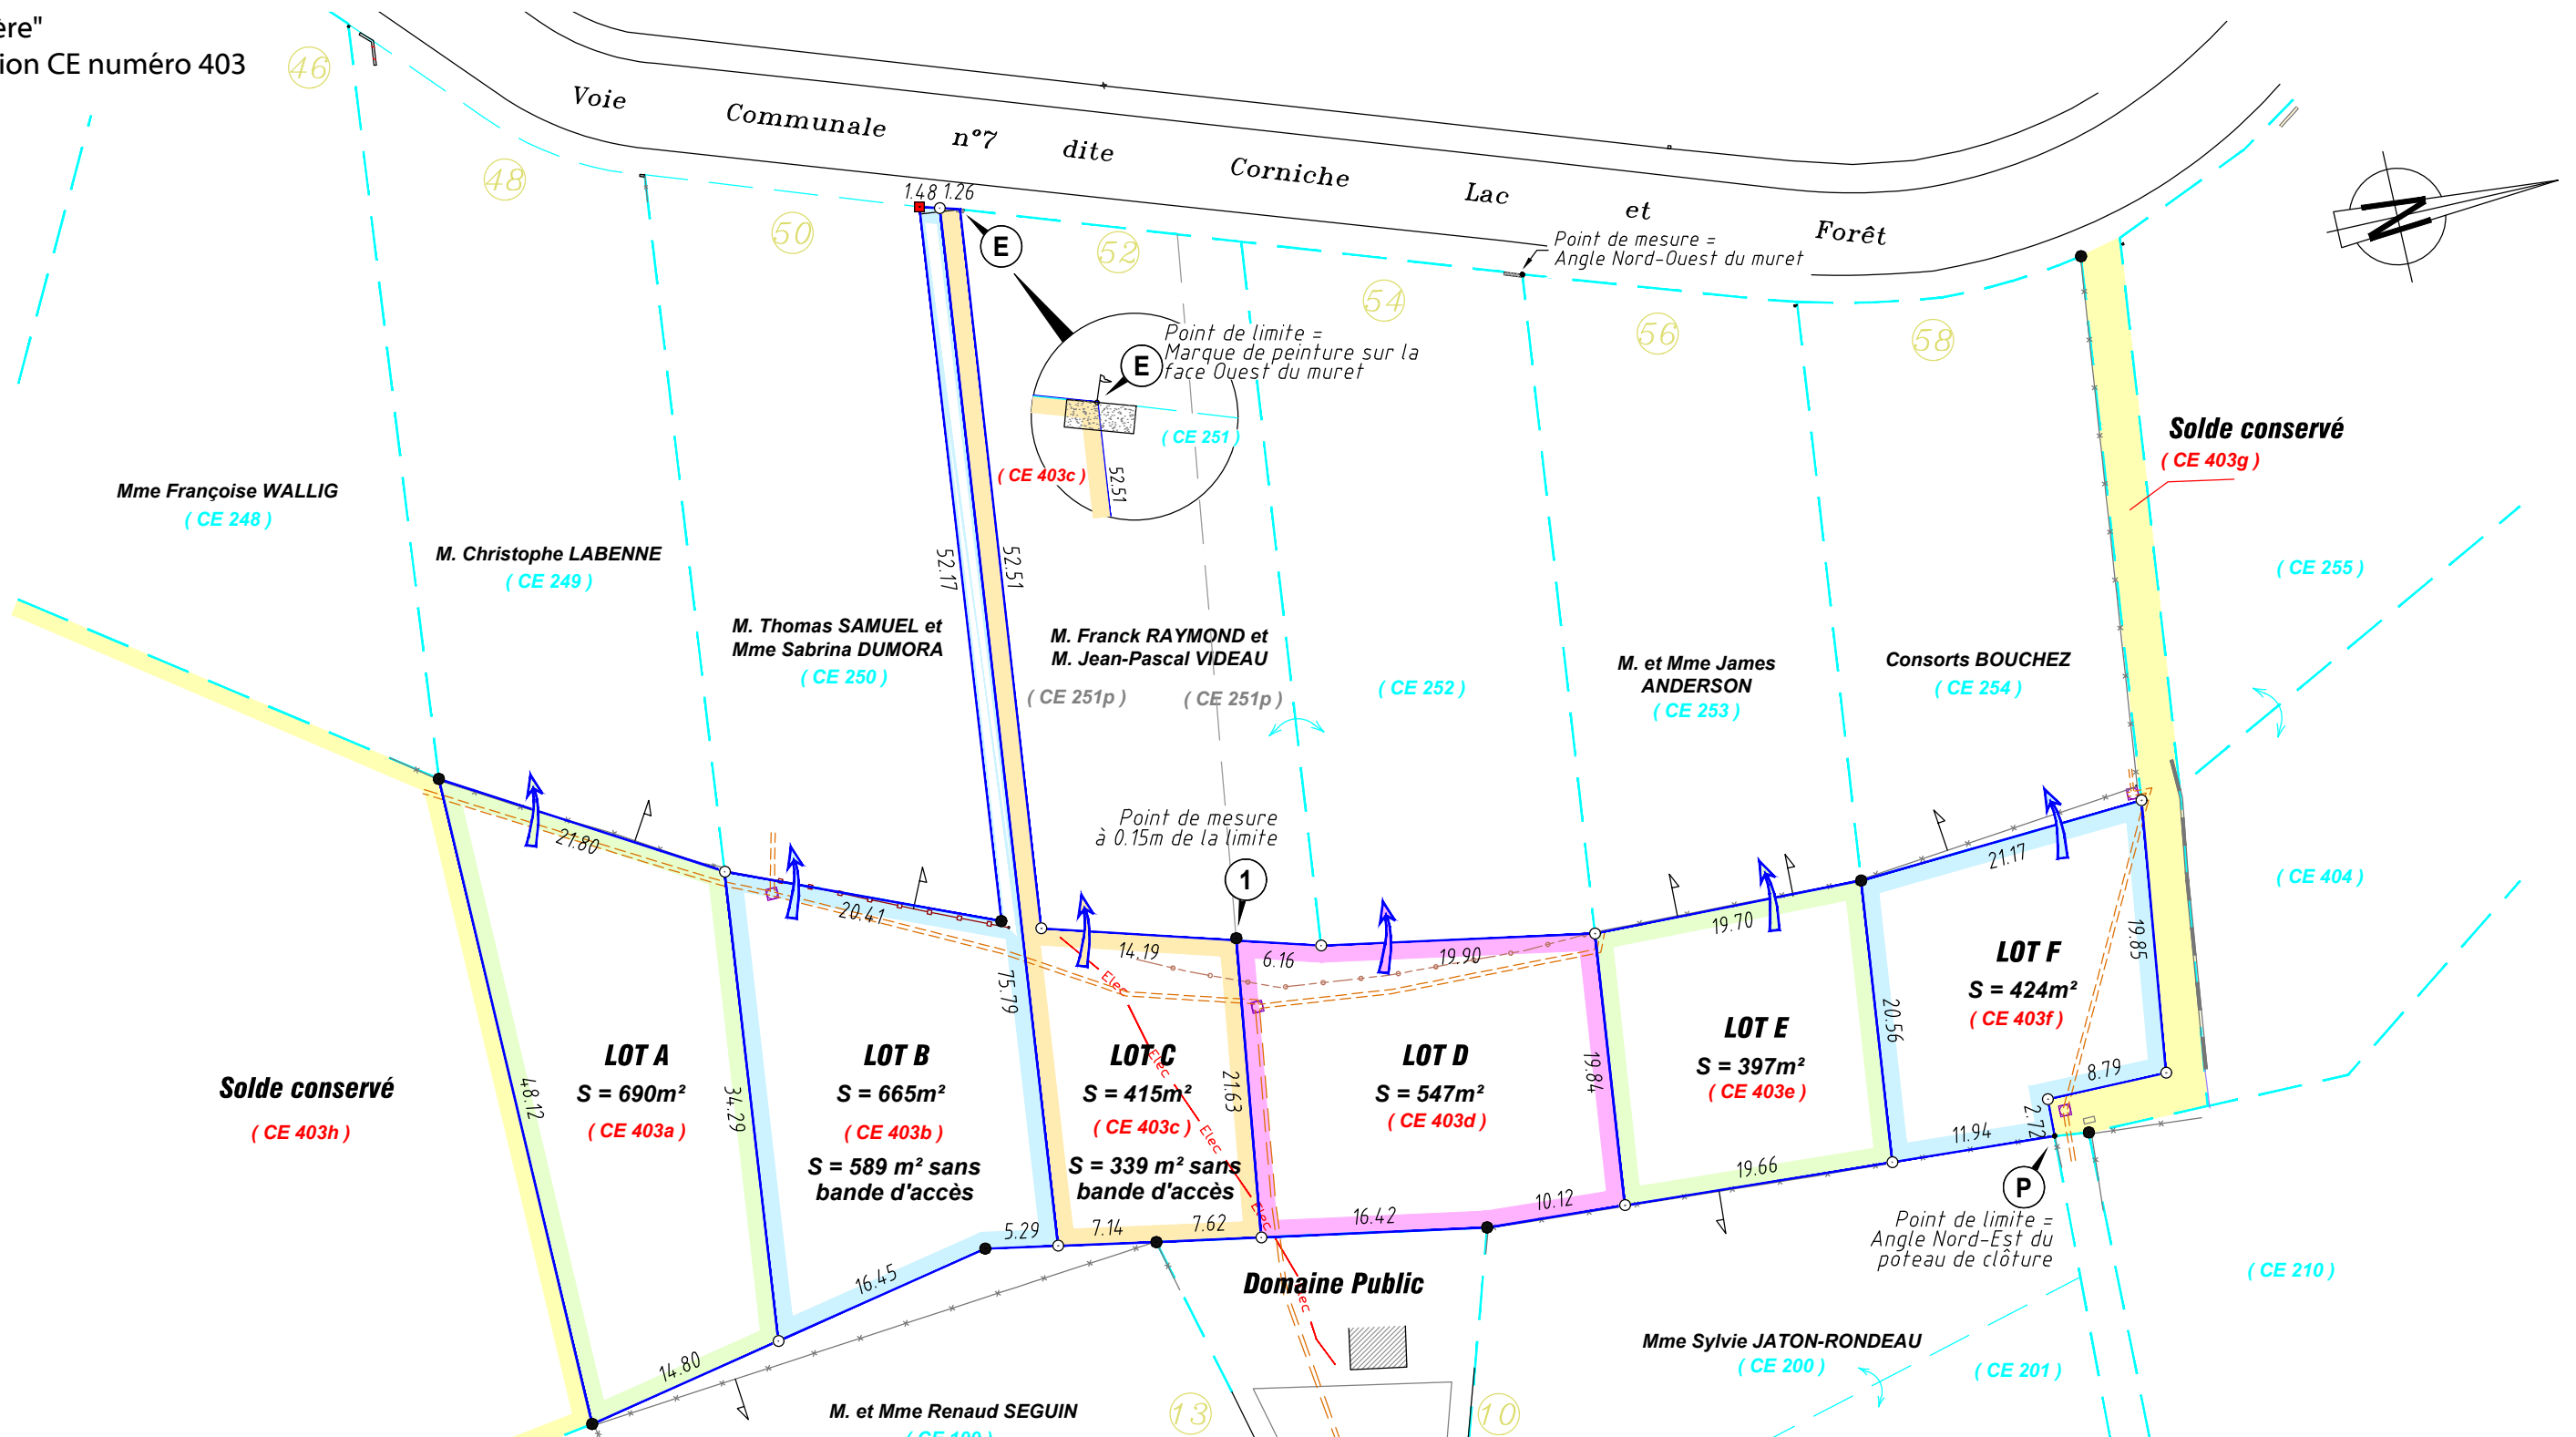 ère"
ion CE numéro 403
46
48
50
52
54
56
58
Voie Communale n°7 dite Corniche Lac et Forêt
1.48 1.26
E
Point de mesure =
Angle Nord-Ouest du muret
N
Point de limite =
Marque de peinture sur la
face Ouest du muret
E
( CE 251 )
( CE 403c )
52.51
Solde conservé
( CE 403g )
Mme Françoise WALLIG
( CE 248 )
M. Christophe LABENNE
( CE 249 )
M. Thomas SAMUEL et
Mme Sabrina DUMORA
( CE 250 )
52.17
52.51
M. Franck RAYMOND et
M. Jean-Pascal VIDEAU
( CE 251p )
( CE 251p )
( CE 252 )
M. et Mme James
ANDERSON
( CE 253 )
Consorts BOUCHEZ
( CE 254 )
( CE 255 )
( CE 404 )
Point de mesure
à 0.15m de la limite
1
21.80
20.41
14.19
6.16
19.90
19.70
21.17
19.85
75.79
Elec
Elec
Elec
Elec
Elec
Solde conservé
( CE 403h )
48.12
LOT A
S = 690m²
( CE 403a )
34.29
LOT B
S = 665m²
( CE 403b )
S = 589 m² sans
bande d'accès
LOT C
S = 415m²
( CE 403c )
S = 339 m² sans
bande d'accès
21.63
LOT D
S = 547m²
( CE 403d )
19.84
LOT E
S = 397m²
( CE 403e )
20.56
LOT F
S = 424m²
( CE 403f )
8.79
2.72
11.94
19.66
10.12
16.42
7.62
7.14
5.29
16.45
14.80
P
Point de limite =
Angle Nord-Est du
poteau de clôture
Domaine Public
Mme Sylvie JATON-RONDEAU
( CE 200 )
( CE 201 )
( CE 210 )
M. et Mme Renaud SEGUIN
13
10